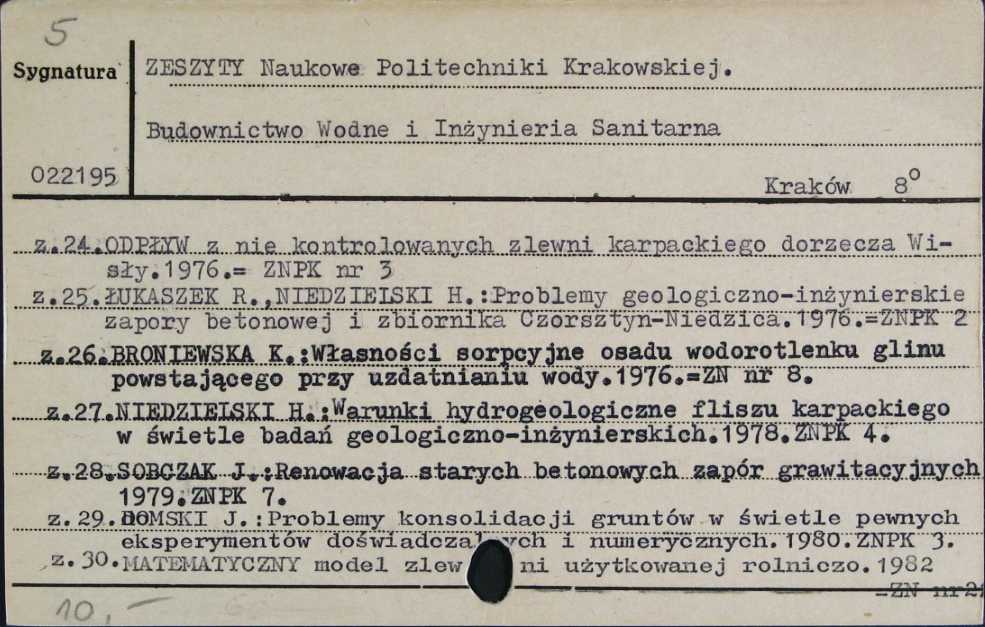 5
Sygnatura ZESZYTY Naukowe Politechniki Krakowskiej.
Budownictwo Wodne i Inżynieria Sanitarna
022195
Kraków 8°
z.24.ODPŁYW z nie kontrolowanych zlewni karpackiego dorzecza Wi-
sły.1976.= ZNPK nr 3
z.25.ŁUKASZEK R.,NIEDZIELSKI H.:Problemy geologiczno-inżynierskie
zapory betonowej i zbiornika Czorsztyn-Niedzica.1976.=ZNPK 2
z.26.BRONIEWSKA K.:Własności sorpcyjne osadu wodorotlenku glinu
powstającego przy uzdatnianiu wody.1976.=ZN nr 8.
z.27.NIEDZIELSKI H.:Warunki hydrogeologiczne fliszu karpackiego
w świetle badań geologiczno-inżynierskich.1978.ZNPK 4.
z.28.SOBCZAK J.:Renowacja starych betonowych zapór grawitacyjnych
1979.ZNPK 7.
z.29.DOMSKI J.:Problemy konsolidacji gruntów w świetle pewnych
eksperymentów doświadczalnych i numerycznych.1980.ZNPK 3.
z.30.MATEMATYCZNY model zlewni użytkowanej rolniczo.1982
=ZN nr2
10,-